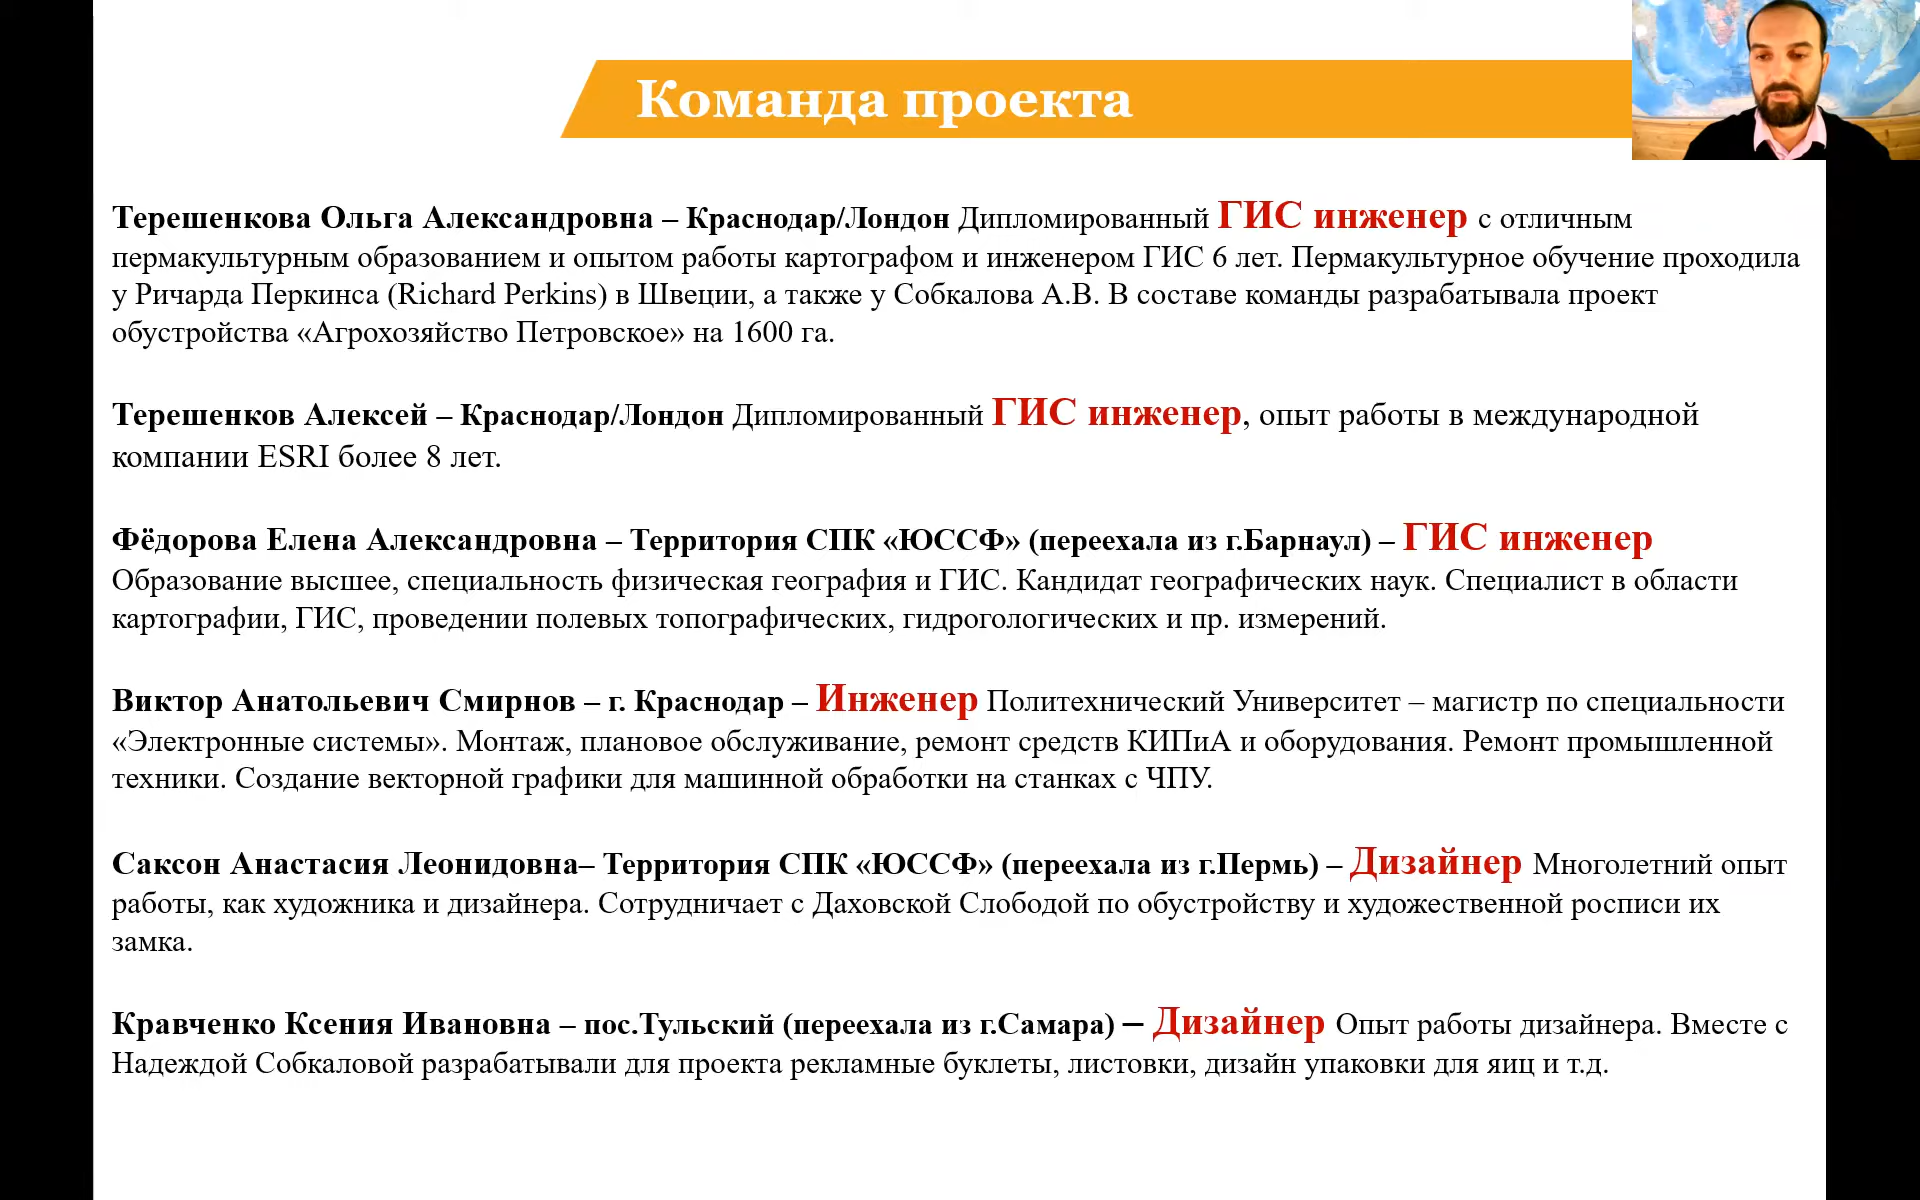 Команда проекта
Терешенкова Ольга Александровна – Краснодар/Лондон Дипломированный ГИС инженер с отличным
пермакультурным образованием и опытом работы картографом и инженером ГИС 6 лет. Пермакультурное обучение проходила
у Ричарда Перкинса (Richard Perkins) в Швеции, а также у Собкалова А.В. В составе команды разрабатывала проект
обустройства «Агрохозяйство Петровское» на 1600 га.
Терешенков Алексей – Краснодар/Лондон Дипломированный ГИС инженер, опыт работы в международной
компании ESRI более 8 лет.
Фёдорова Елена Александровна – Территория СПК «ЮССФ» (переехала из г.Барнаул) – ГИС инженер
Образование высшее, специальность физическая география и ГИС. Кандидат географических наук. Специалист в области
картографии, ГИС, проведении полевых топографических, гидрогологических и пр. измерений.
Виктор Анатольевич Смирнов – г. Краснодар – Инженер Политехнический Университет – магистр по специальности
«Электронные системы». Монтаж, плановое обслуживание, ремонт средств КИПиА и оборудования. Ремонт промышленной
техники. Создание векторной графики для машинной обработки на станках с ЧПУ.
Саксон Анастасия Леонидовна– Территория СПК «ЮССФ» (переехала из г.Пермь) – Дизайнер Многолетний опыт
работы, как художника и дизайнера. Сотрудничает с Даховской Слободой по обустройству и художественной росписи их
замка.
Кравченко Ксения Ивановна – пос.Тульский (переехала из г.Самара) – Дизайнер Опыт работы дизайнера. Вместе с
Надеждой Собкаловой разрабатывали для проекта рекламные буклеты, листовки, дизайн упаковки для яиц и т.д.